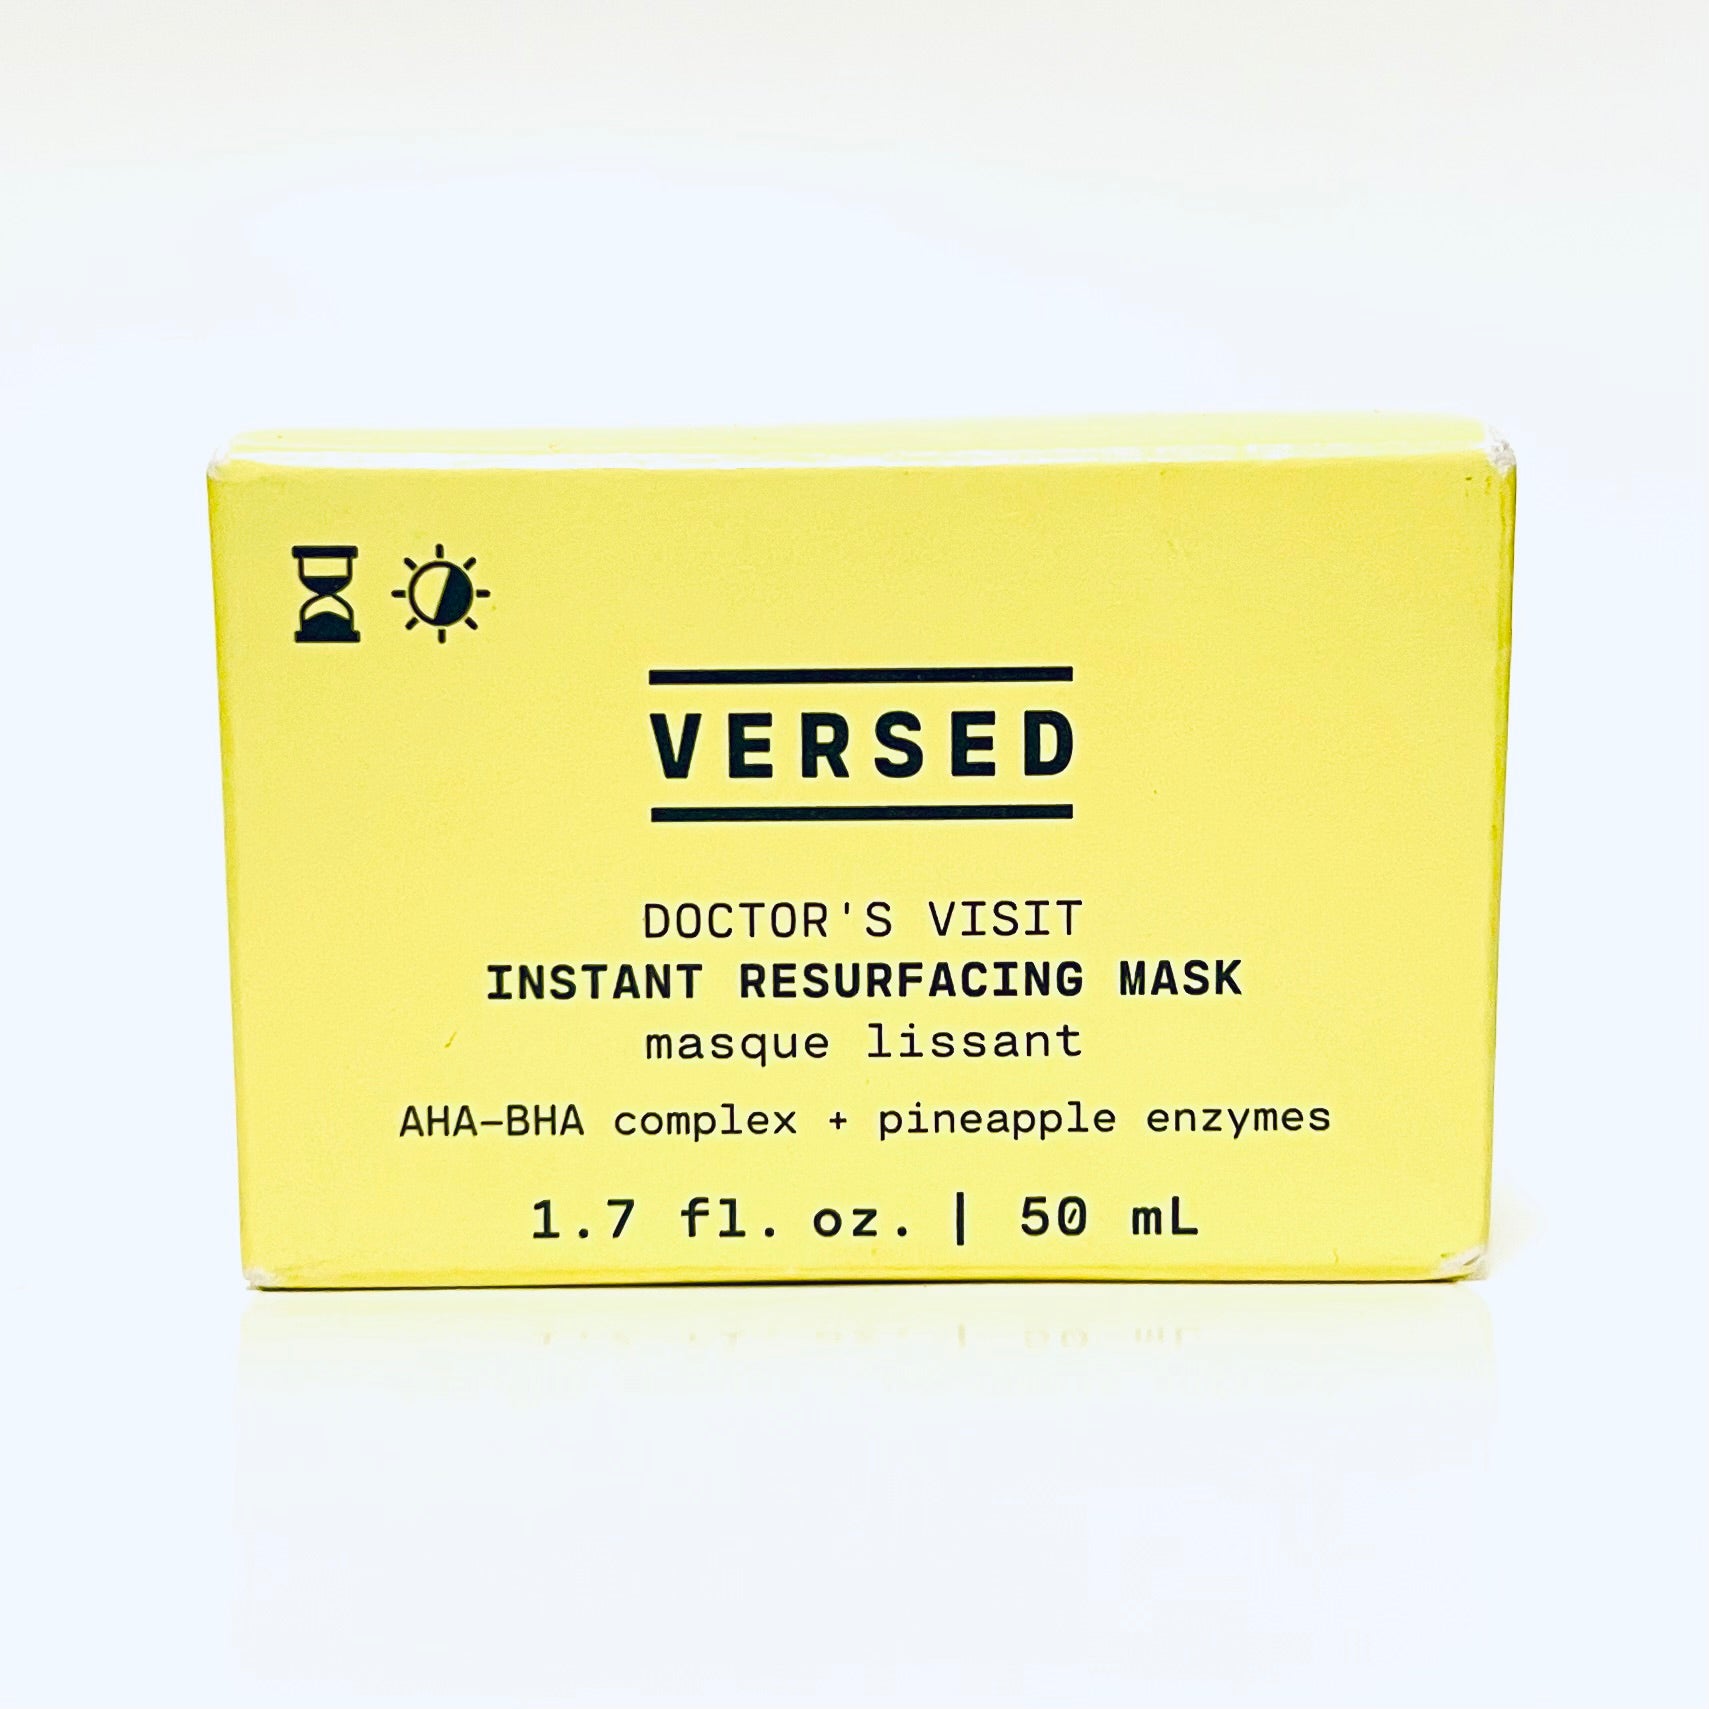 VERSED
DOCTOR'S VISIT
INSTANT RESURFACING MASK
masque lissant
AHA–BHA complex + pineapple enzymes
1.7 fl. oz. | 50 mL